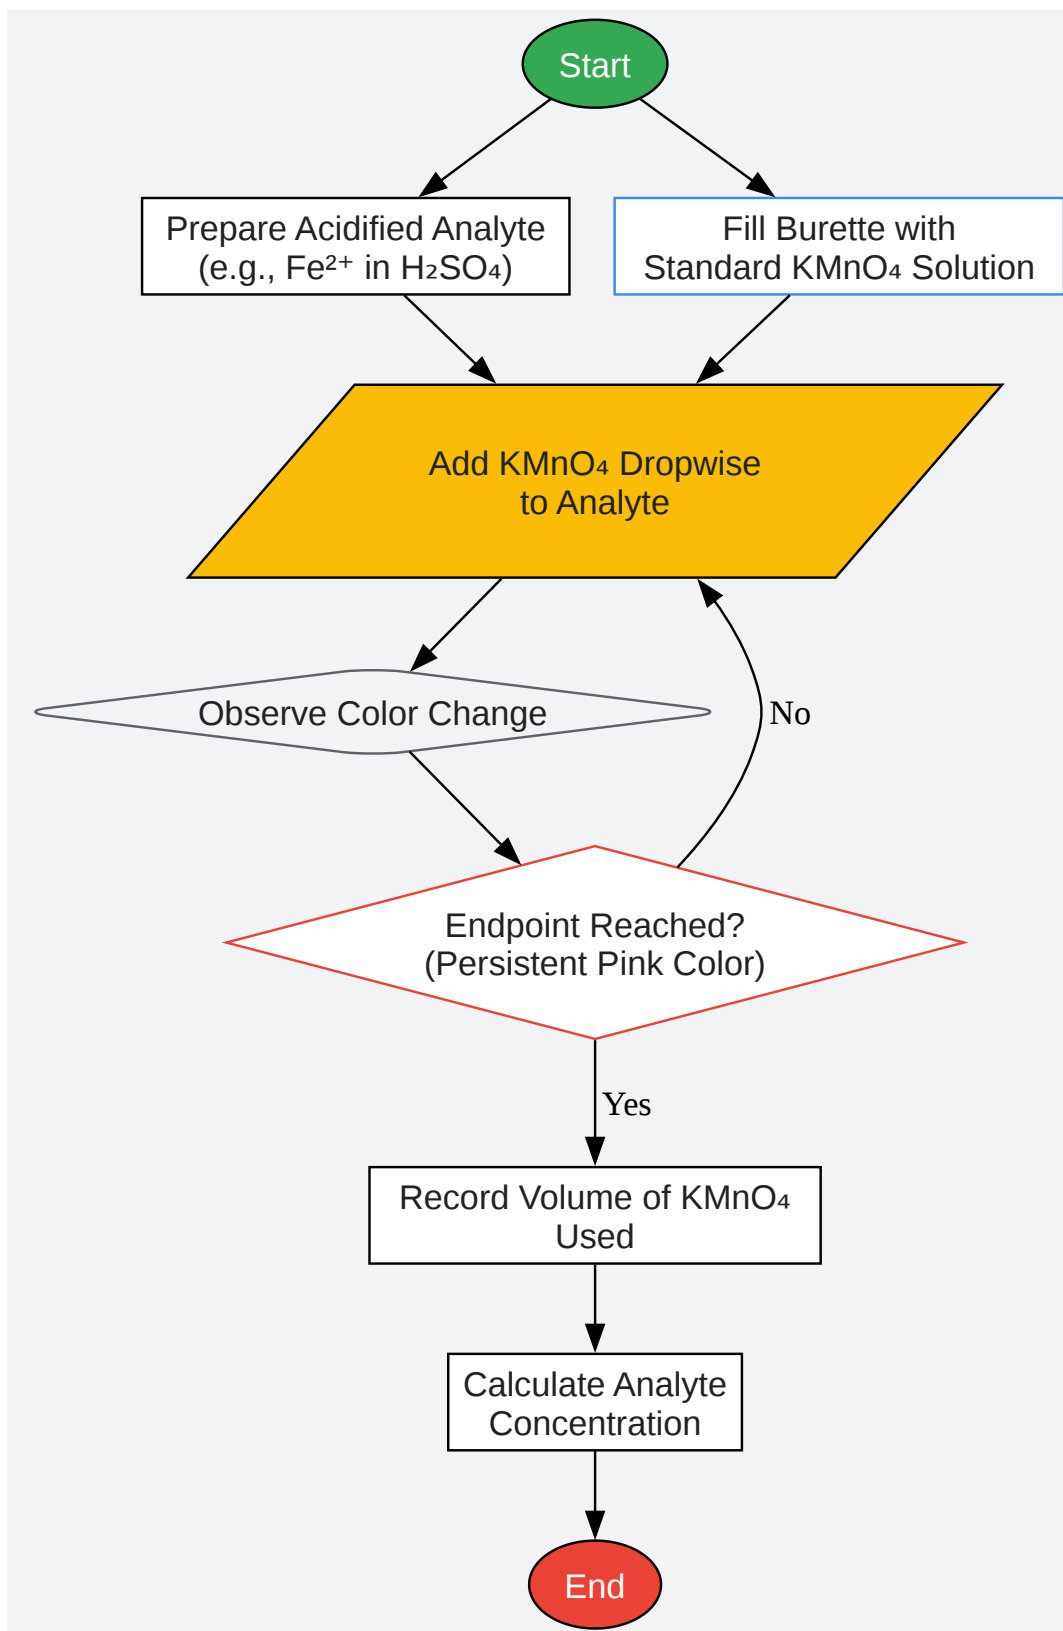 Start
Prepare Acidified Analyte
(e.g., Fe²⁺ in H₂SO₄)
Fill Burette with
Standard KMnO₄ Solution
Add KMnO₄ Dropwise
to Analyte
Observe Color Change
No
Endpoint Reached?
(Persistent Pink Color)
Yes
Record Volume of KMnO₄
Used
Calculate Analyte
Concentration
End